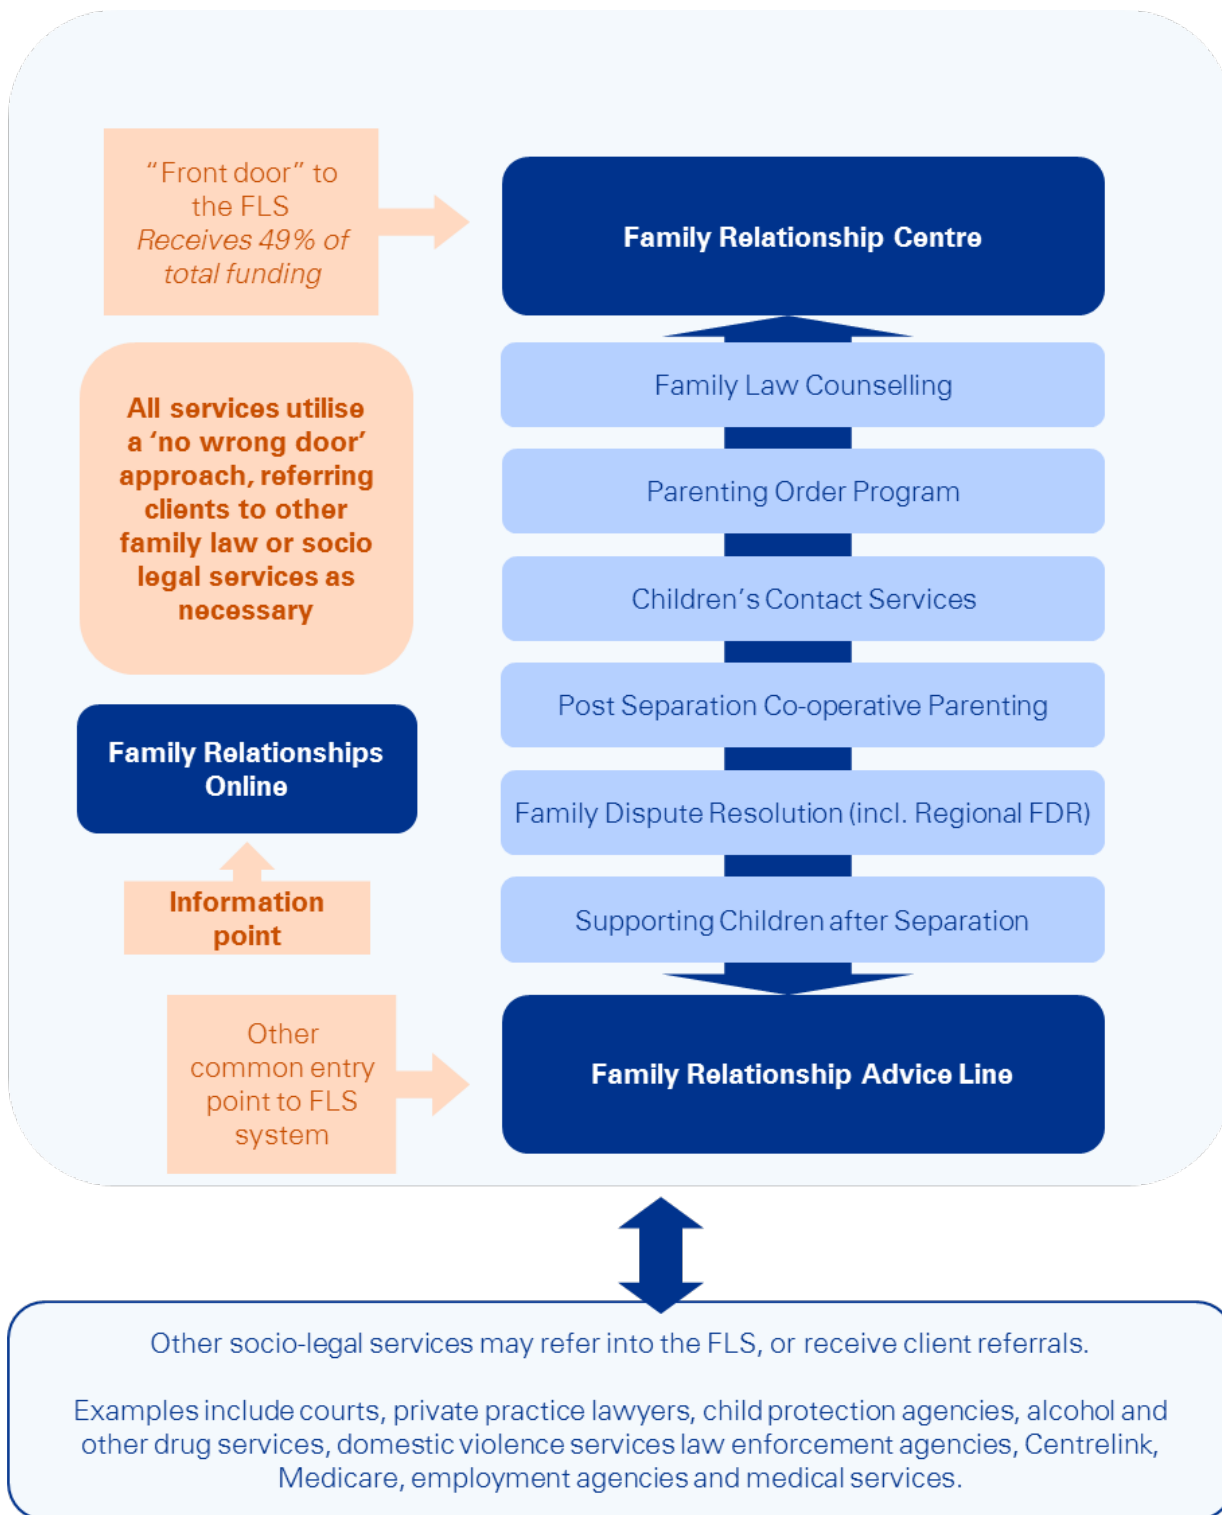 “Front door” to
the FLS
Receives 49% of
total funding
Family Relationship Centre
All services utilise
a ‘no wrong door’
approach, referring
clients to other
family law or socio
legal services as
necessary
Family Law Counselling
Parenting Order Program
Children’s Contact Services
Post Separation Co-operative Parenting
Family Dispute Resolution (incl. Regional FDR)
Supporting Children after Separation
Family Relationships
Online
Information
point
Other
common entry
point to FLS
system
Family Relationship Advice Line
Other socio-legal services may refer into the FLS, or receive client referrals.
Examples include courts, private practice lawyers, child protection agencies, alcohol and
other drug services, domestic violence services law enforcement agencies, Centrelink,
Medicare, employment agencies and medical services.